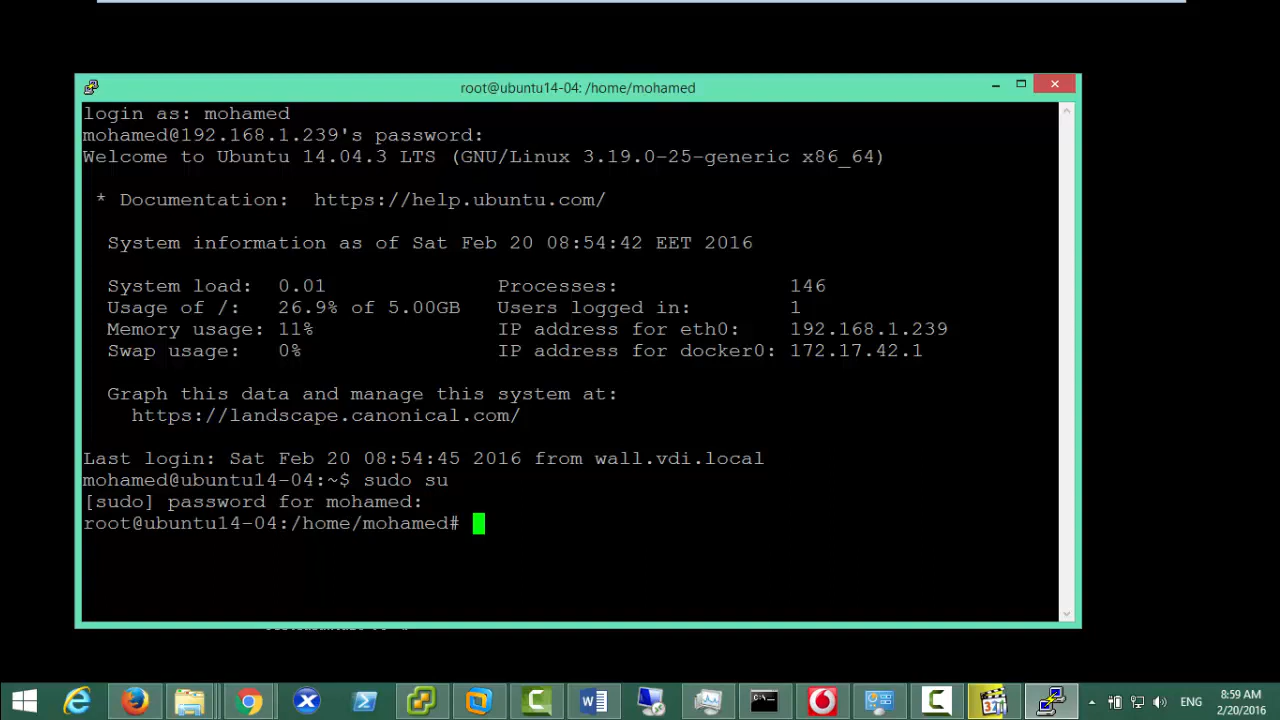 root@ubuntu14-04: /home/mohamed
login as: mohamed
mohamed@192.168.1.239's password:
Welcome to Ubuntu 14.04.3 LTS (GNU/Linux 3.19.0-25-generic x86_64)
* Documentation:  https://help.ubuntu.com/
System information as of Sat Feb 20 08:54:42 EET 2016
System load:  0.01              Processes:              146
Usage of /:   26.9% of 5.00GB   Users logged in:        1
Memory usage: 11%               IP address for eth0:    192.168.1.239
Swap usage:   0%                IP address for docker0: 172.17.42.1
Graph this data and manage this system at:
https://landscape.canonical.com/
Last login: Sat Feb 20 08:54:45 2016 from wall.vdi.local
mohamed@ubuntu14-04:~$ sudo su
[sudo] password for mohamed:
root@ubuntu14-04:/home/mohamed#
ENG
8:59 AM
2/20/2016